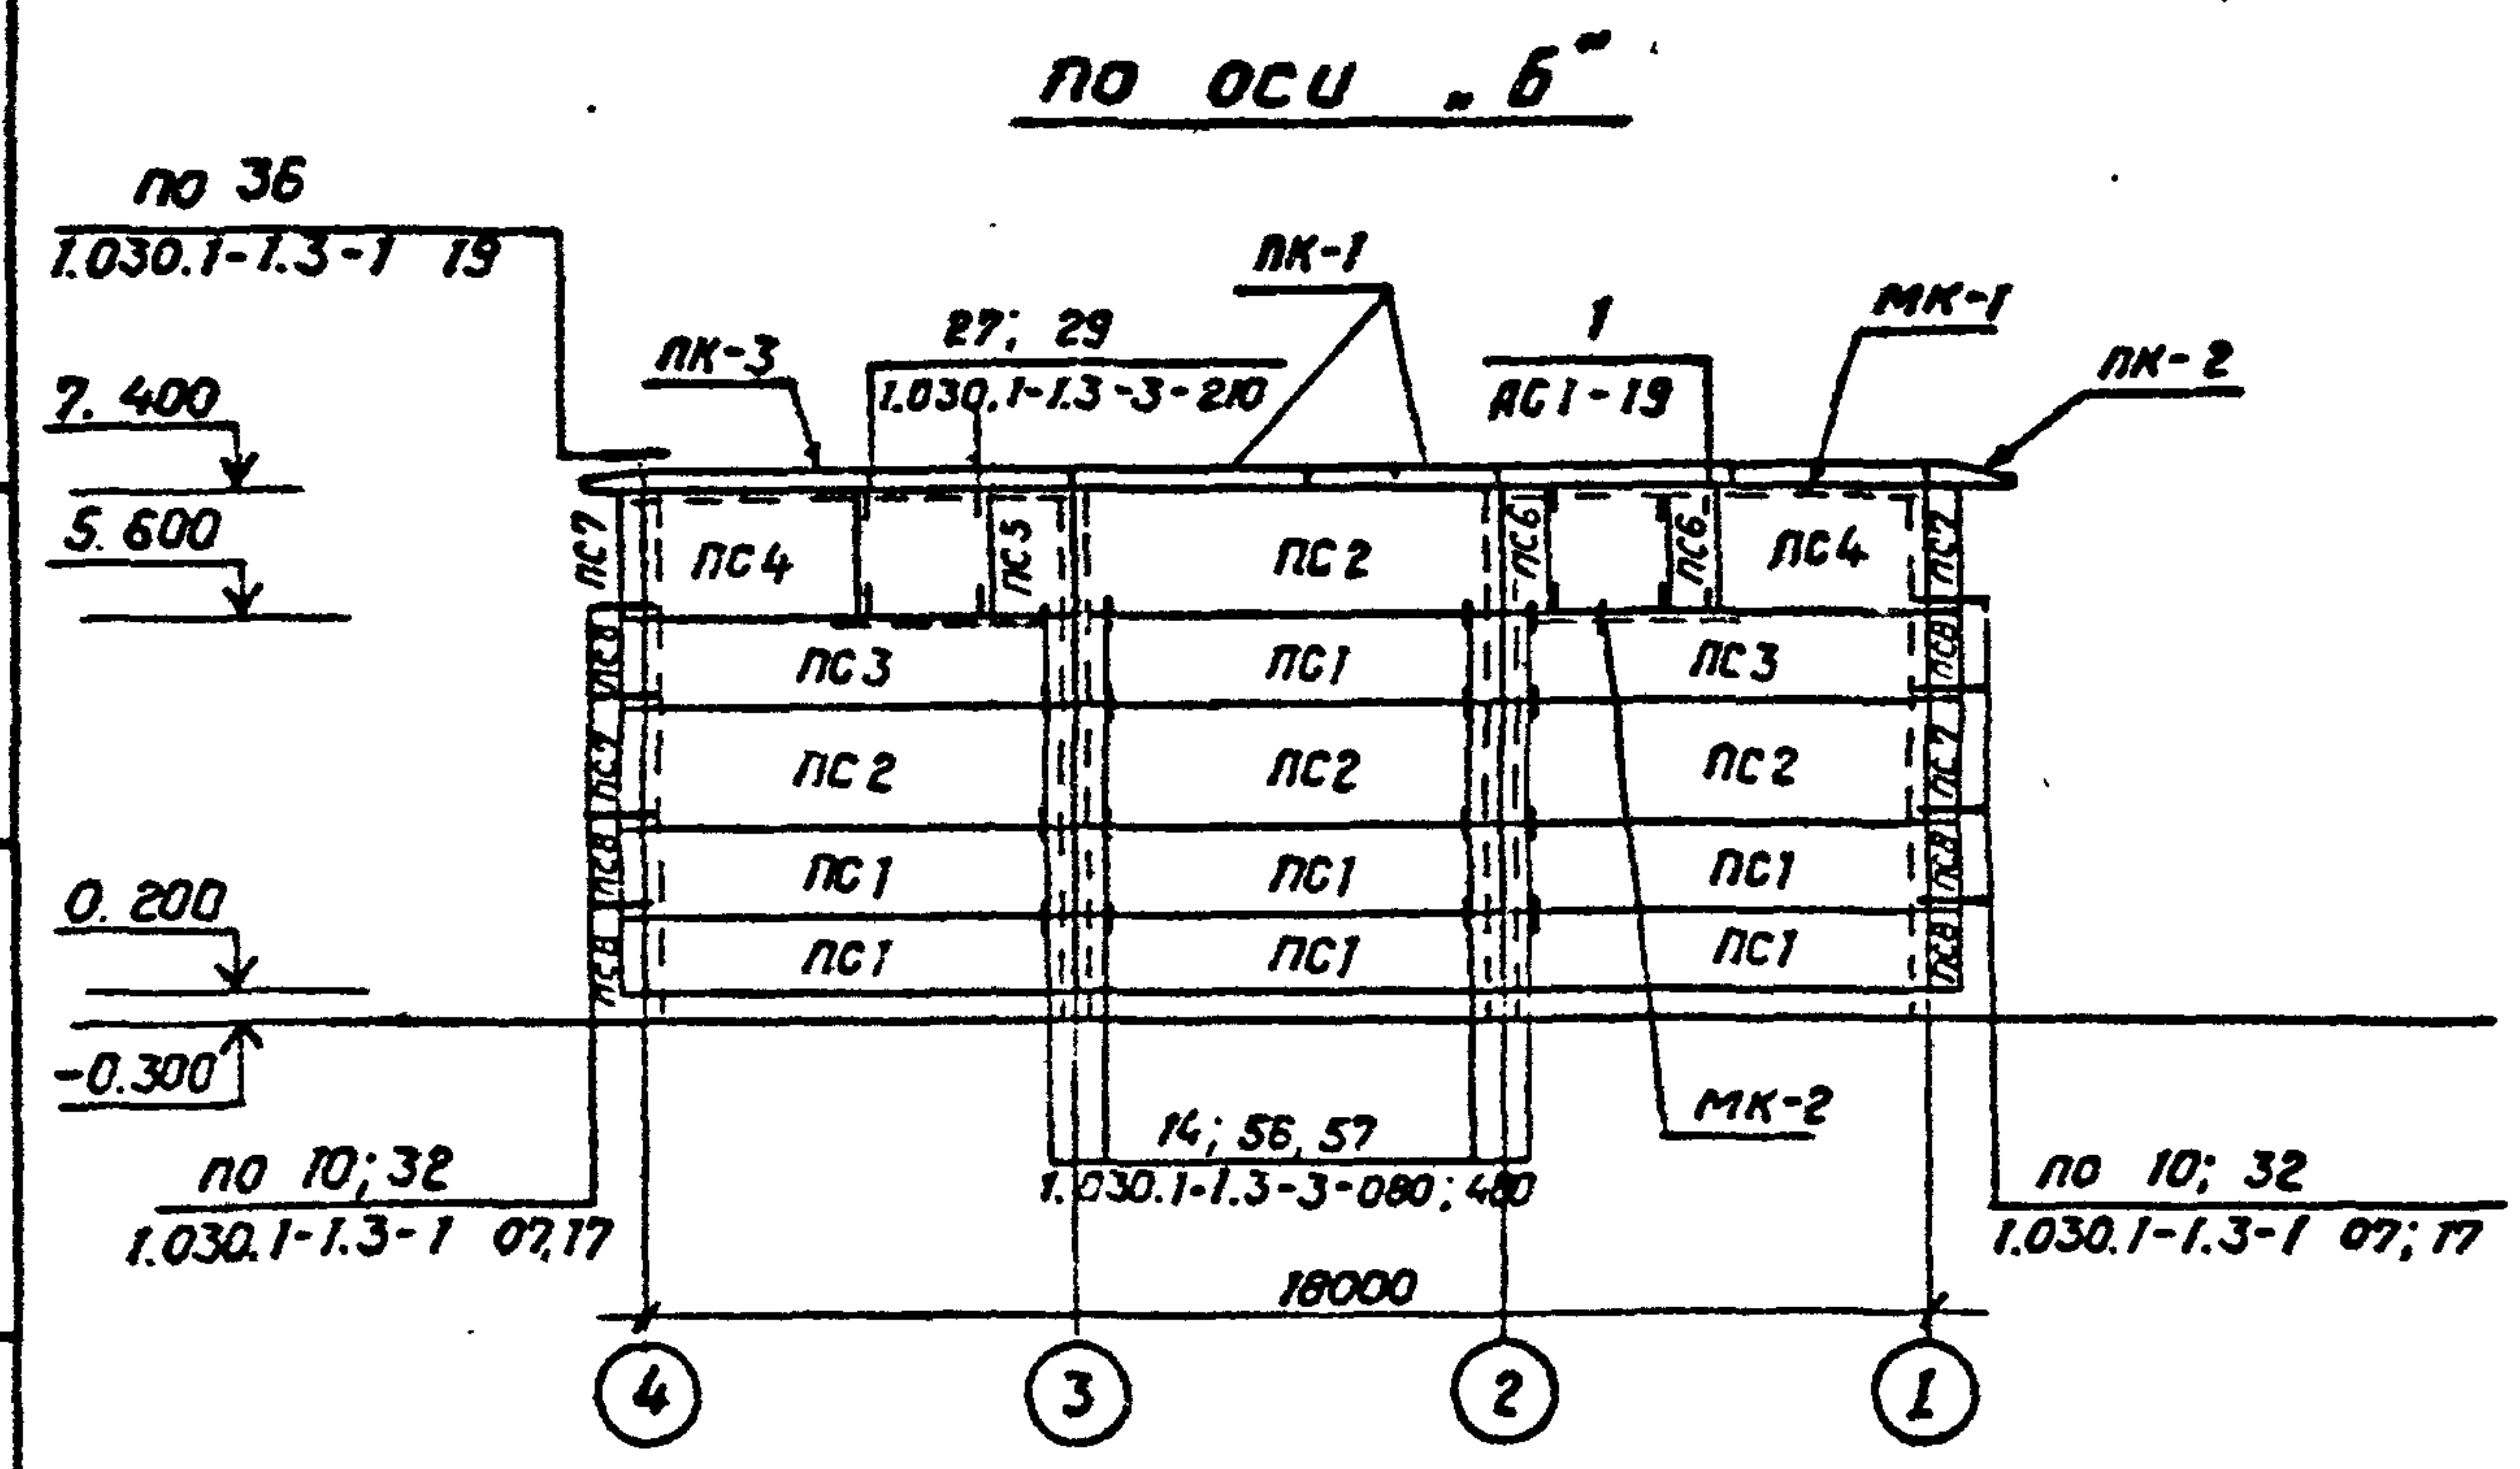 ПО ОСИ „Б"
ПО 36
1.030.1-1.3-1 19
ПК-1
27; 29
1.030.1-1.3-3-210
1
АС1-19
МК-1
ПК-3
ПК-2
7.400
5.600
ПС7
ПС4
ПС5
ПС2
ПС6
ПС6
ПС4
ПС7
ПС3
ПС1
ПС3
ПС8
ПС7
ПС2
ПС2
ПС2
ПС7
ПС8
ПС1
ПС1
ПС1
ПС8
0.200
ПС8
ПС1
ПС1
ПС1
ПС8
-0.300
МК-2
14; 56, 57
1.030.1-1.3-3-080;
ПО 10; 32
1.030.1-1.3-1 07,17
ПО 10; 32
1.030.1-1.3-1 07; 17
18000
4
3
2
1